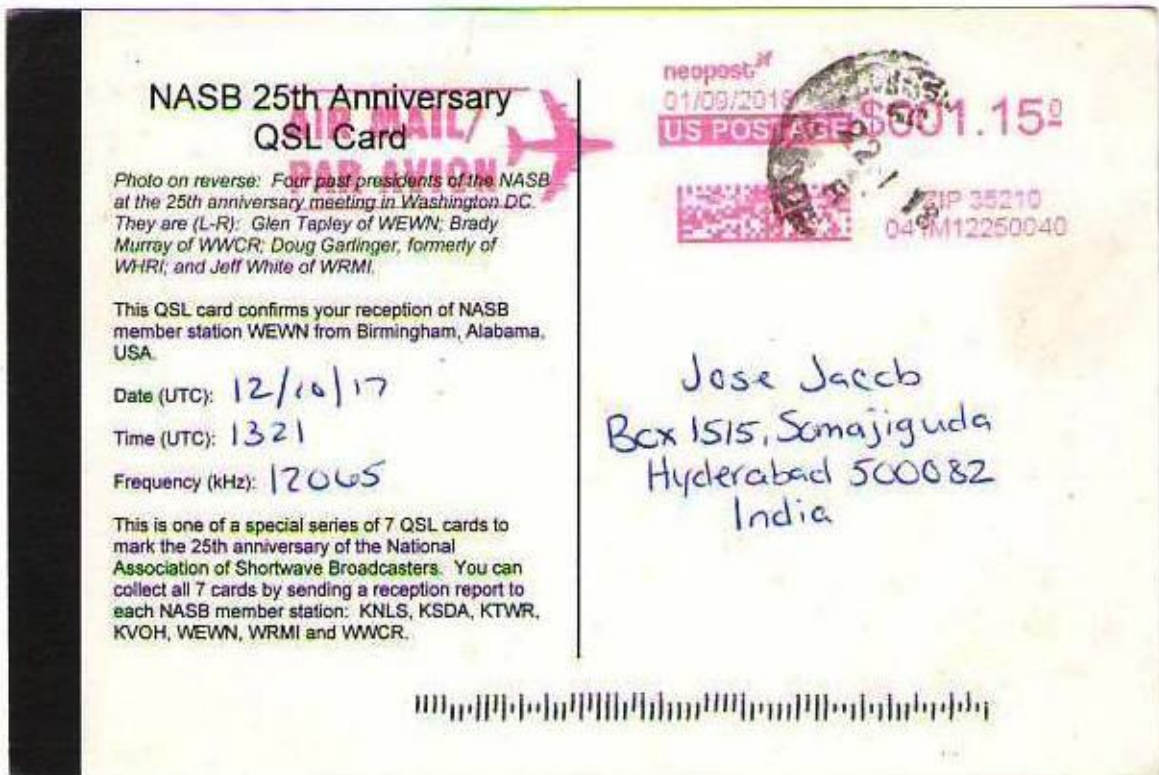 NASB 25th Anniversary
QSL Card
AIR MAIL/
PAR AVION
Photo on reverse: Four past presidents of the NASB
at the 25th anniversary meeting in Washington DC.
They are (L-R): Glen Tapley of WEWN; Brady
Murray of WWCR; Doug Garlinger, formerly of
WHRI; and Jeff White of WRMI.
This QSL card confirms your reception of NASB
member station WEWN from Birmingham, Alabama,
USA.
Date (UTC): 12/10/17
Time (UTC): 1321
Frequency (kHz): 12065
This is one of a special series of 7 QSL cards to
mark the 25th anniversary of the National
Association of Shortwave Broadcasters. You can
collect all 7 cards by sending a reception report to
each NASB member station: KNLS, KSDA, KTWR,
KVOH, WEWN, WRMI and WWCR.
neopost
01/09/2018
US POSTAGE $001.15⁰
ZIP 35210
041M12250040
Jose Jacob
Box 1515, Somajiguda
Hyderabad 500082
India